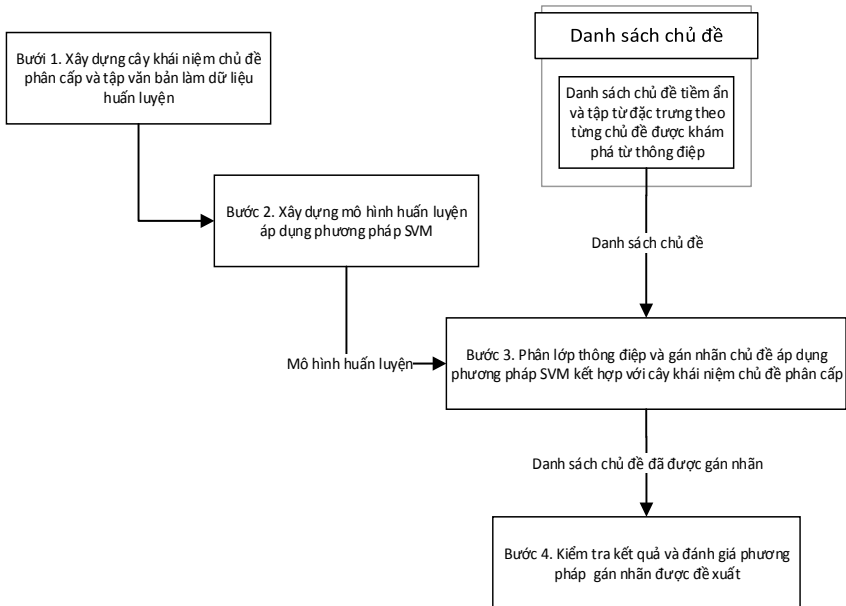 Bưới 1. Xây dựng cây khái niệm chủ đề
phân cấp và tập văn bản làm dữ liệu
huấn luyện
Danh sách chủ đề
Danh sách chủ đề tiềm ẩn
và tập từ đặc trưng theo
từng chủ đề được khám
phá từ thông điệp
Bước 2. Xây dựng mô hình huấn luyện
áp dụng phương pháp SVM
Danh sách chủ đề
Mô hình huấn luyện
Bước 3. Phân lớp thông điệp và gán nhãn chủ đề áp dụng
phương pháp SVM kết hợp với cây khái niệm chủ đề phân cấp
Danh sách chủ đề đã được gán nhãn
Bước 4. Kiểm tra kết quả và đánh giá phương
pháp gán nhãn được đề xuất